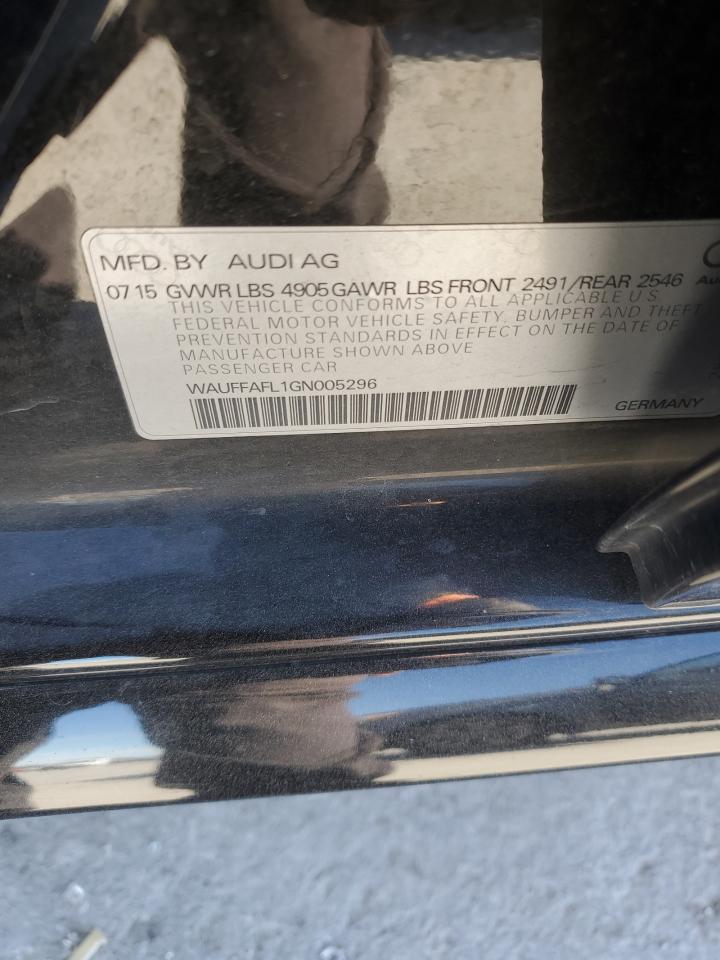 MFD. BY AUDI AG
07 15 GVWR LBS 4905 GAWR LBS FRONT 2491/REAR 2546
THIS VEHICLE CONFORMS TO ALL APPLICABLE U S
FEDERAL MOTOR VEHICLE SAFETY, BUMPER AND THEFT
PREVENTION STANDARDS IN EFFECT ON THE DATE OF
MANUFACTURE SHOWN ABOVE
PASSENGER CAR
WAUFFAFL1GN005296
GERMANY